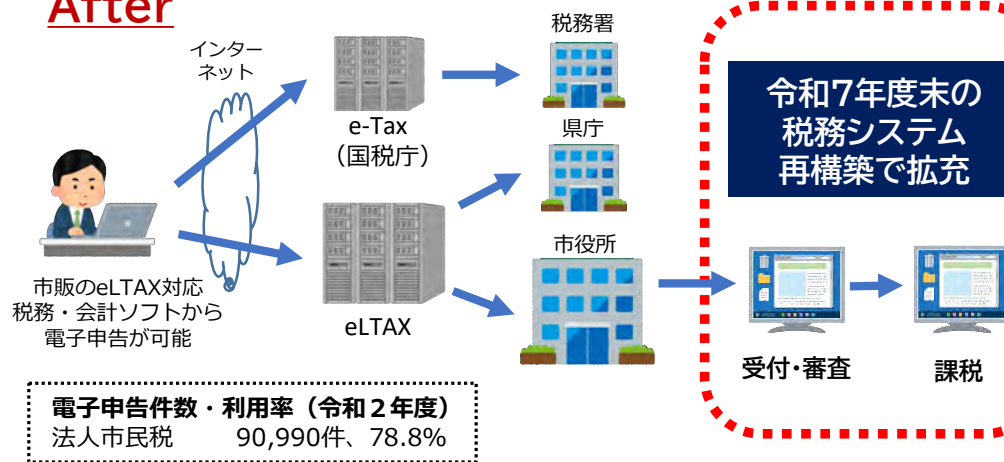 After
インター
ネット
税務署
e-Tax
（国税庁）
県庁
令和7年度末の
税務システム
再構築で拡充
市役所
市販のeLTAX対応
税務・会計ソフトから
電子申告が可能
eLTAX
受付・審査
課税
電子申告件数・利用率（令和２年度）
法人市民税 90,990件、78.8%